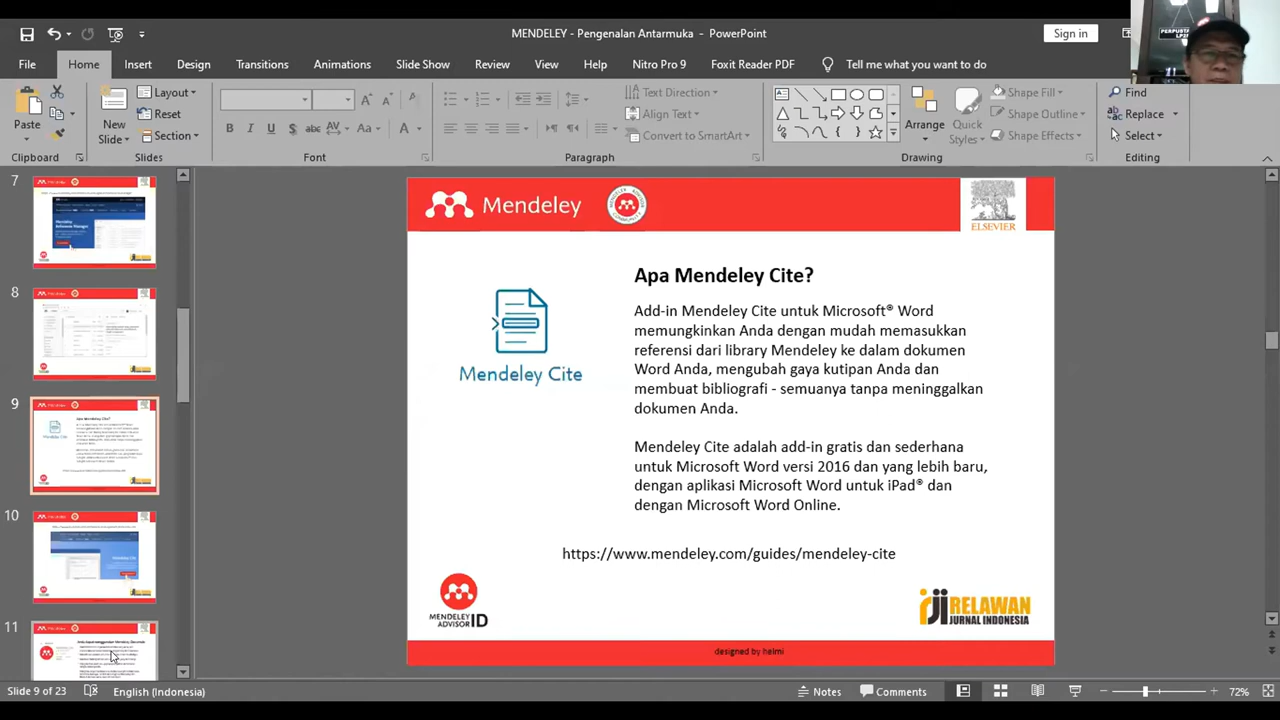 MENDELEY - Pengenalan Antarmuka - PowerPoint
Sign in
File Home Insert Design Transitions Animations Slide Show Review View Help Nitro Pro 9 Foxit Reader PDF Tell me what you want to do
Paste
New Slide
Layout
Reset
Section
B I U S abc AV Aa A
Text Direction
Align Text
Convert to SmartArt
Arrange
Quick Styles
Shape Fill
Shape Outline
Shape Effects
Find
Replace
Select
Clipboard Slides Font Paragraph Drawing Editing
7
8
9
10
11
Mendeley
ELSEVIER
Mendeley Cite
Apa Mendeley Cite?
Add-in Mendeley Cite untuk Microsoft® Word
memungkinkan Anda dengan mudah memasukkan
referensi dari library Mendeley ke dalam dokumen
Word Anda, mengubah gaya kutipan Anda dan
membuat bibliografi - semuanya tanpa meninggalkan
dokumen Anda.
Mendeley Cite adalah alat gratis dan sederhana
untuk Microsoft Word versi 2016 dan yang lebih baru,
dengan aplikasi Microsoft Word untuk iPad® dan
dengan Microsoft Word Online.
https://www.mendeley.com/guides/mendeley-cite
MENDELEY ADVISOR ID
RELAWAN
JURNAL INDONESIA
designed by helmi
Slide 9 of 23 English (Indonesia) Notes Comments 72%